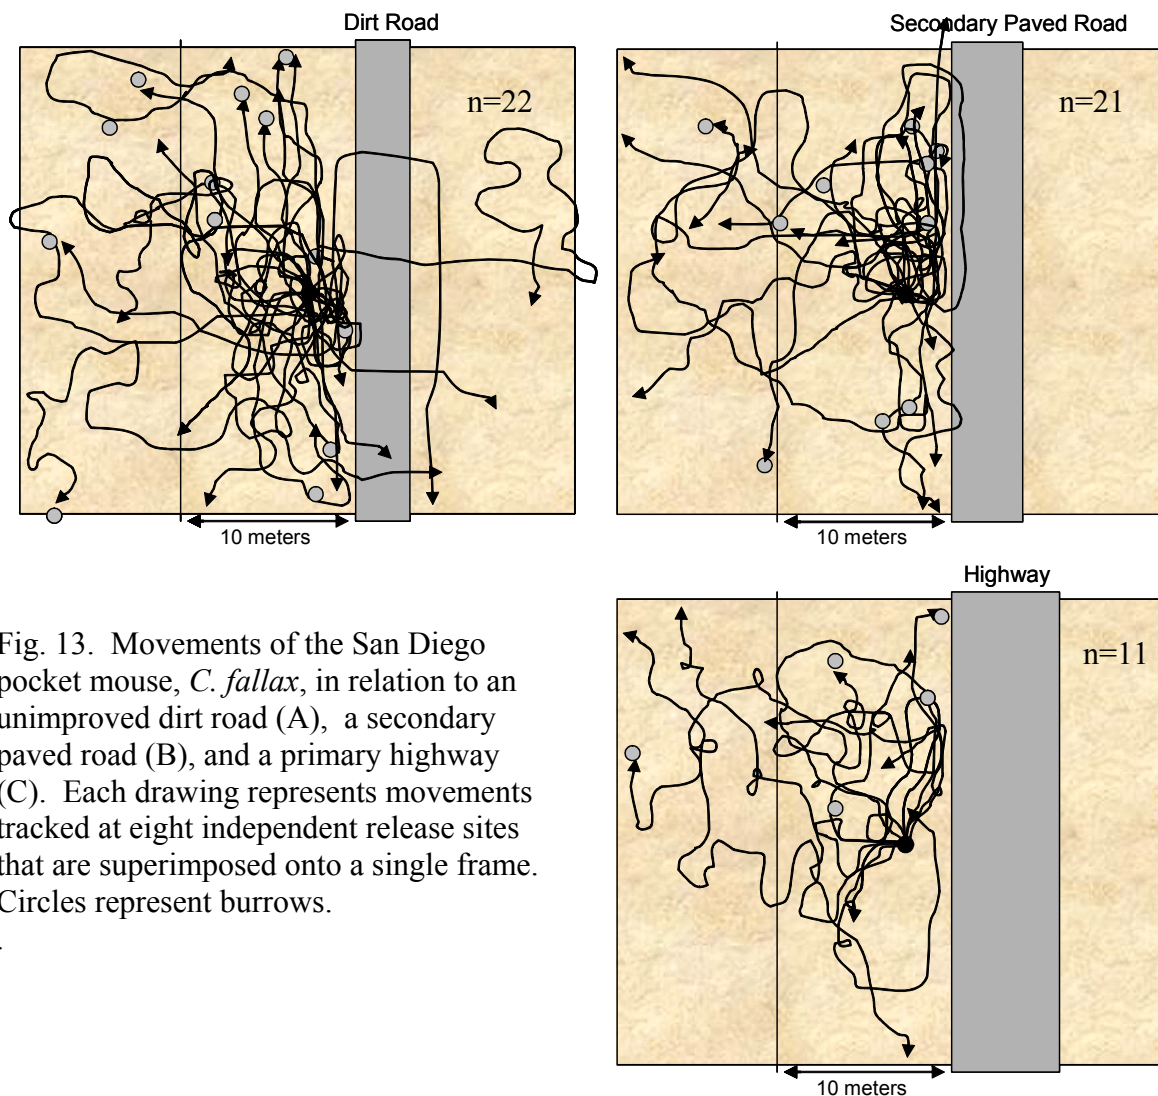 Dirt Road
n=22
10 meters
Secondary Paved Road
n=21
10 meters
Highway
n=11
10 meters
Fig. 13. Movements of the San Diego
pocket mouse, C. fallax, in relation to an
unimproved dirt road (A), a secondary
paved road (B), and a primary highway
(C). Each drawing represents movements
tracked at eight independent release sites
that are superimposed onto a single frame.
Circles represent burrows.
.